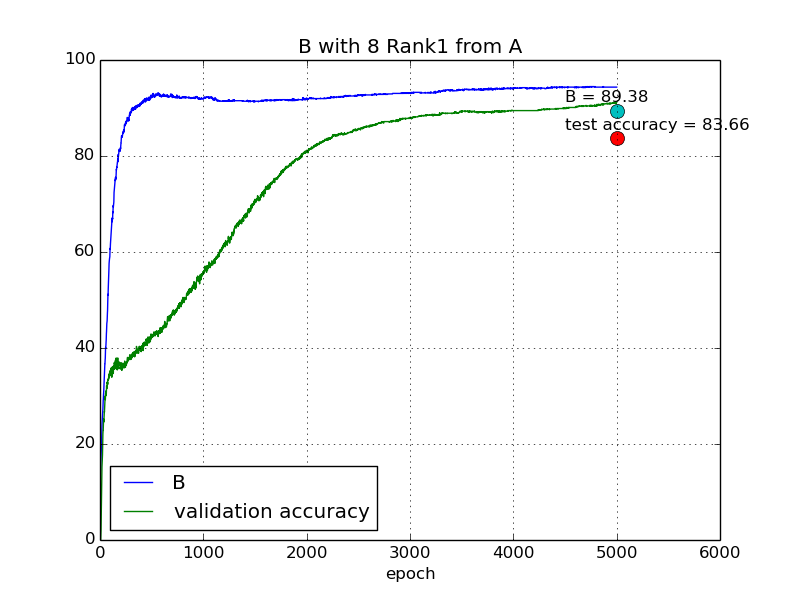 B with 8 Rank1 from A
100
80
60
40
20
0
B = 89.38
test accuracy = 83.66
B
validation accuracy
0 1000 2000 3000 4000 5000 6000
epoch